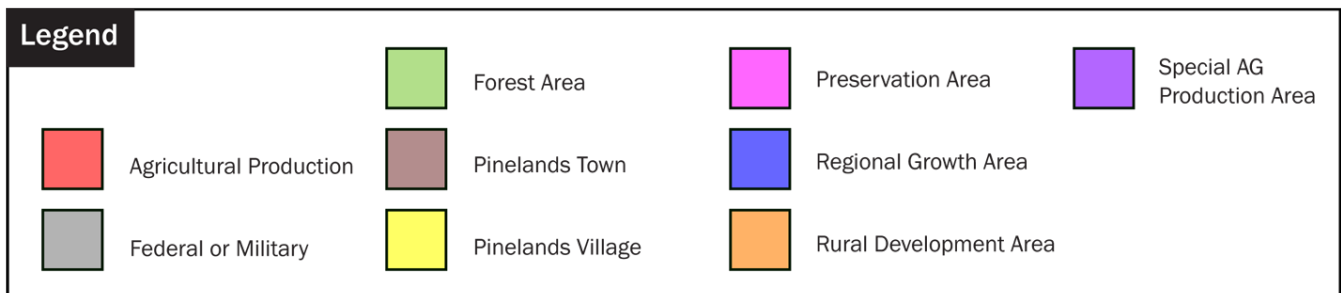 Legend
Agricultural Production
Federal or Military
Forest Area
Pinelands Town
Pinelands Village
Preservation Area
Regional Growth Area
Rural Development Area
Special AG
Production Area